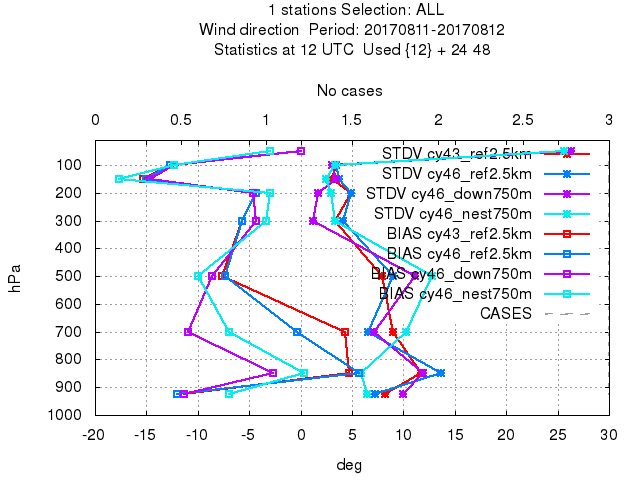 1 stations Selection: ALL
Wind direction  Period: 20170811-20170812
Statistics at 12 UTC  Used {12} + 24 48
No cases
0 0.5 1 1.5 2 2.5 3
STDV cy43_ref2.5km
STDV cy46_ref2.5km
STDV cy46_down750m
STDV cy46_nest750m
BIAS cy43_ref2.5km
BIAS cy46_ref2.5km
BIAS cy46_down750m
BIAS cy46_nest750m
CASES
hPa
100
200
300
400
500
600
700
800
900
1000
-20 -15 -10 -5 0 5 10 15 20 25 30
deg